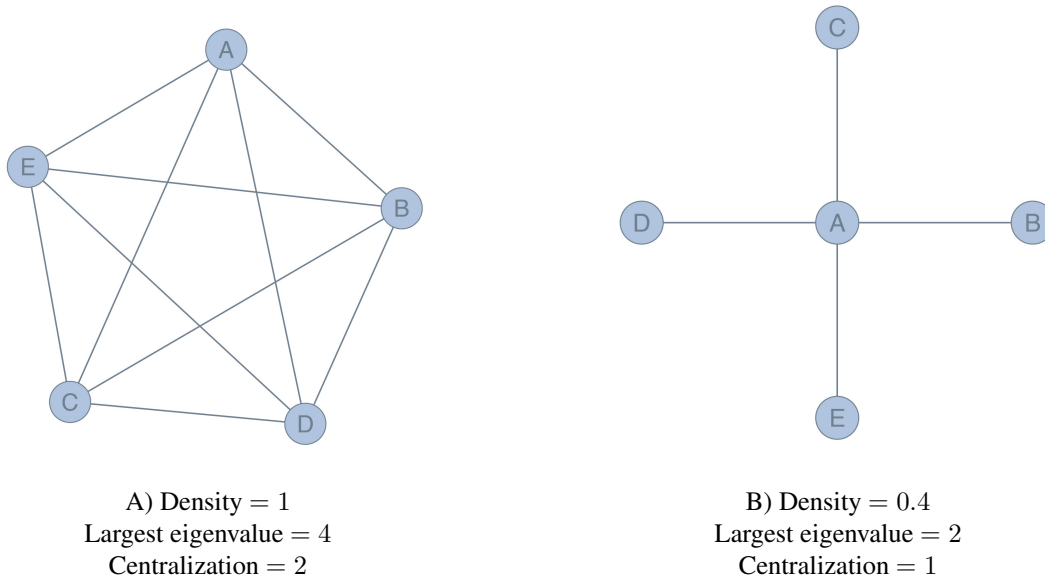 A
E
B
C
D
A) Density = 1
Largest eigenvalue = 4
Centralization = 2
C
D
A
B
E
B) Density = 0.4
Largest eigenvalue = 2
Centralization = 1